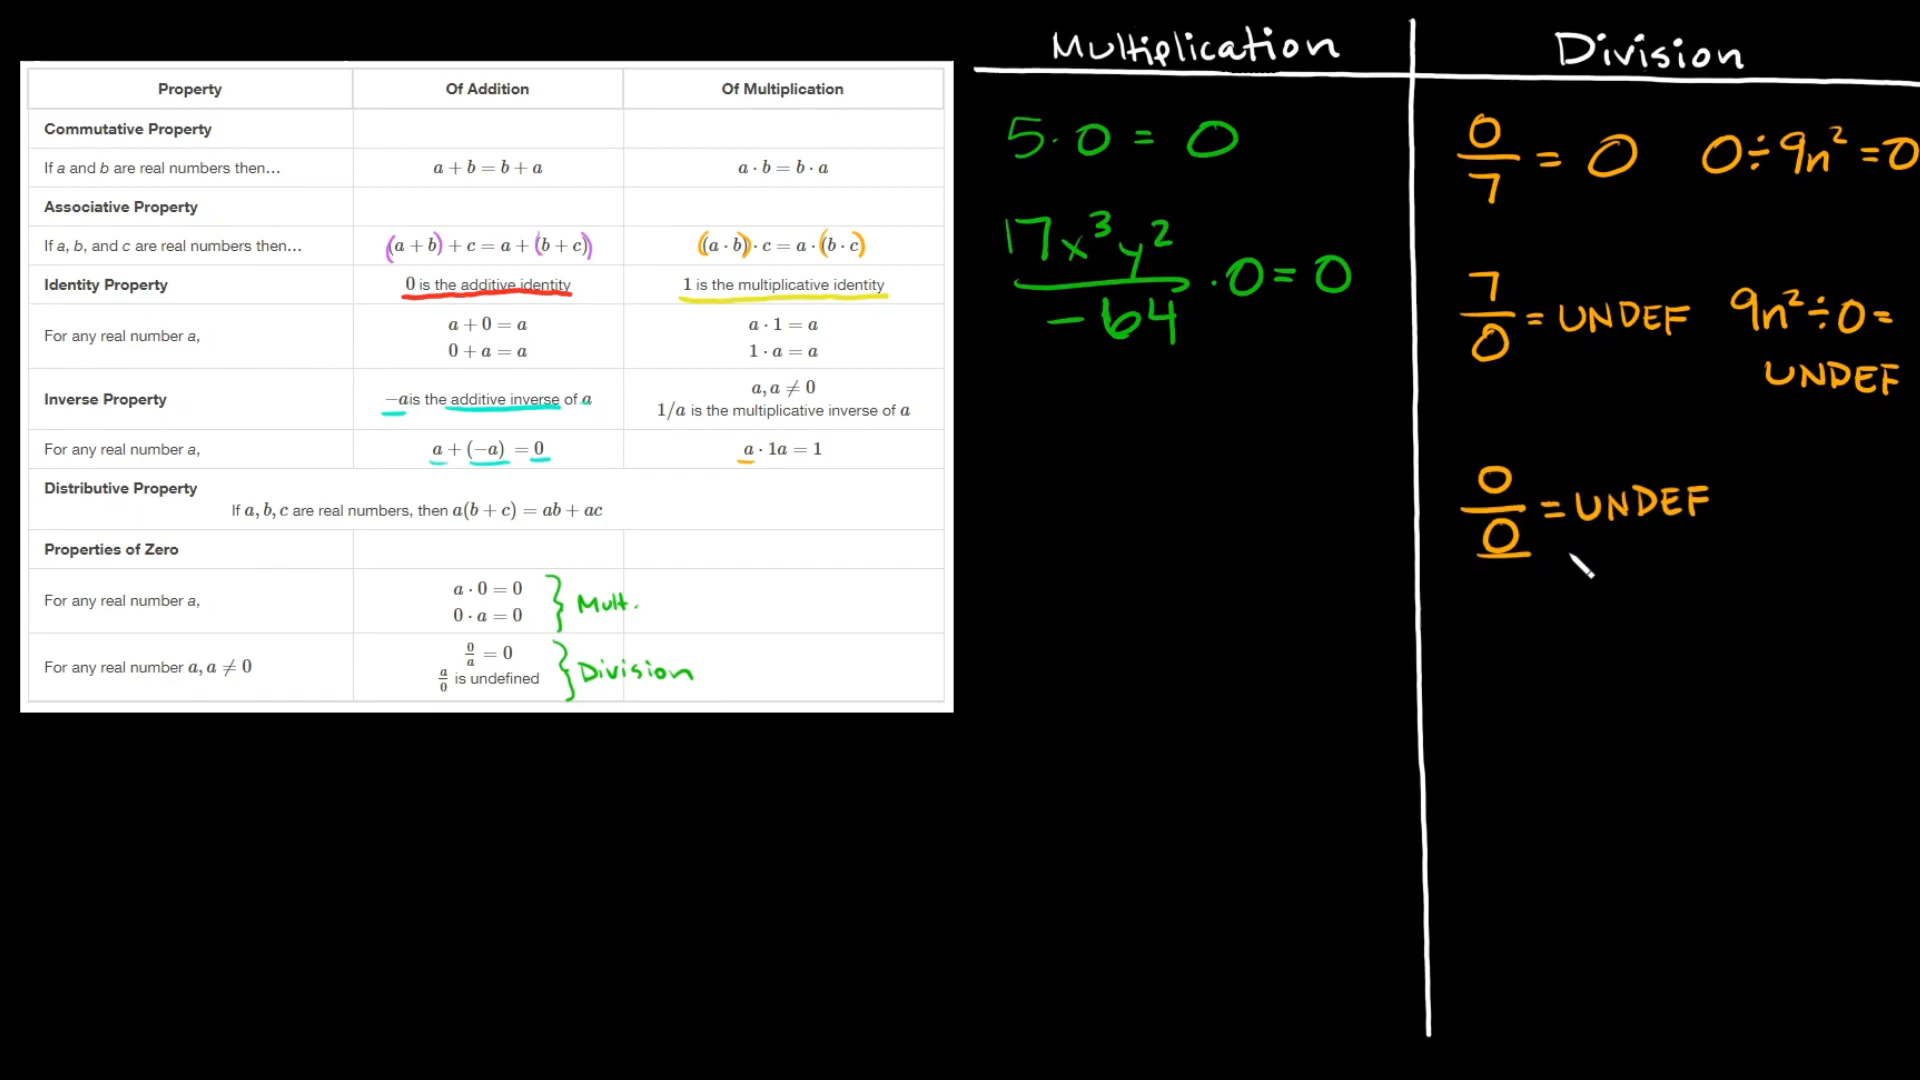 Property Of Addition Of Multiplication
Commutative Property
If a and b are real numbers then… a + b = b + a a · b = b · a
Associative Property
If a, b, and c are real numbers then… (a + b) + c = a + (b + c) (a · b) · c = a · (b · c)
Identity Property 0 is the additive identity 1 is the multiplicative identity
For any real number a, a + 0 = a a · 1 = a
0 + a = a 1 · a = a
Inverse Property −a is the additive inverse of a a, a ≠ 0
1/a is the multiplicative inverse of a
For any real number a, a + (−a) = 0 a · 1a = 1
Distributive Property
If a, b, c are real numbers, then a(b + c) = ab + ac
Properties of Zero
For any real number a, a · 0 = 0
0 · a = 0
Mult.
For any real number a, a ≠ 0 0/a = 0
a/0 is undefined
Division
Multiplication
5 · 0 = 0
17x³y²/−64 · 0 = 0
Division
0/7 = 0 0 ÷ 9n² = 0
7/0 = UNDEF 9n² ÷ 0 =
UNDEF
0/0 = UNDEF